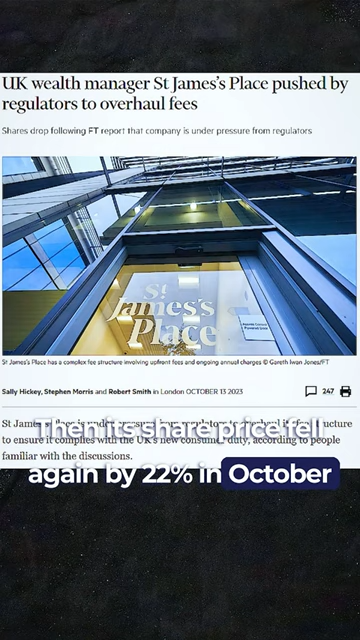 UK wealth manager St James's Place pushed by
regulators to overhaul fees
Shares drop following FT report that company is under pressure from regulators
St
James's
Place
St James's Place has a complex fee structure involving upfront fees and ongoing annual charges © Gareth Iwan Jones/FT
Sally Hickey, Stephen Morris and Robert Smith in London OCTOBER 13 2023
247
St James's Place
to ensure it complies with the UK's new consumer duty, according to people
familiar with the discussions.
Then its share price fell
again by 22% in October